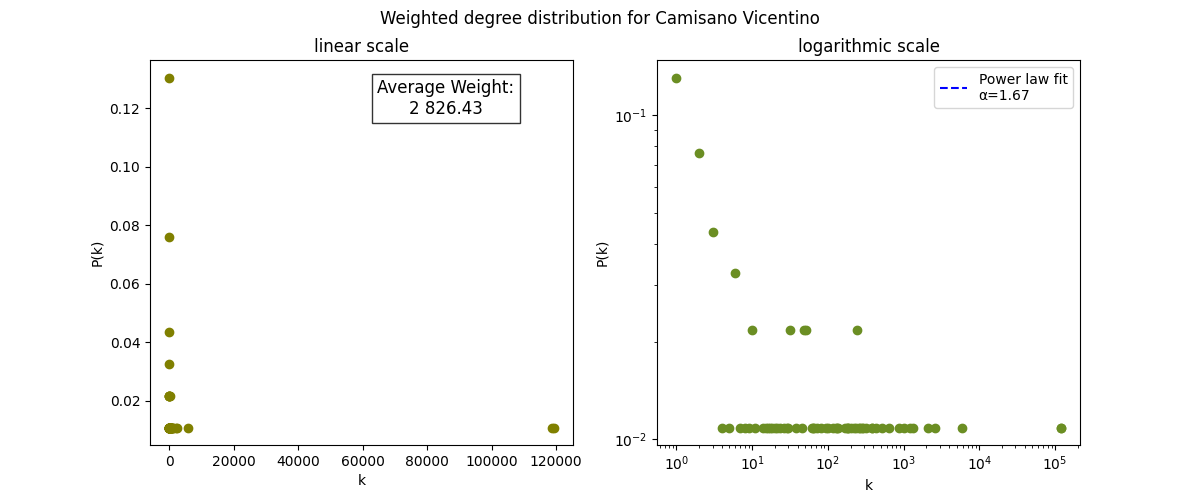 Weighted degree distribution for Camisano Vicentino
linear scale
Average Weight:
2 826.43
P(k)
0.12
0.10
0.08
0.06
0.04
0.02
0 20000 40000 60000 80000 100000 120000
k
logarithmic scale
Power law fit
α=1.67
P(k)
10⁻¹
10⁻²
10⁰ 10¹ 10² 10³ 10⁴ 10⁵
k